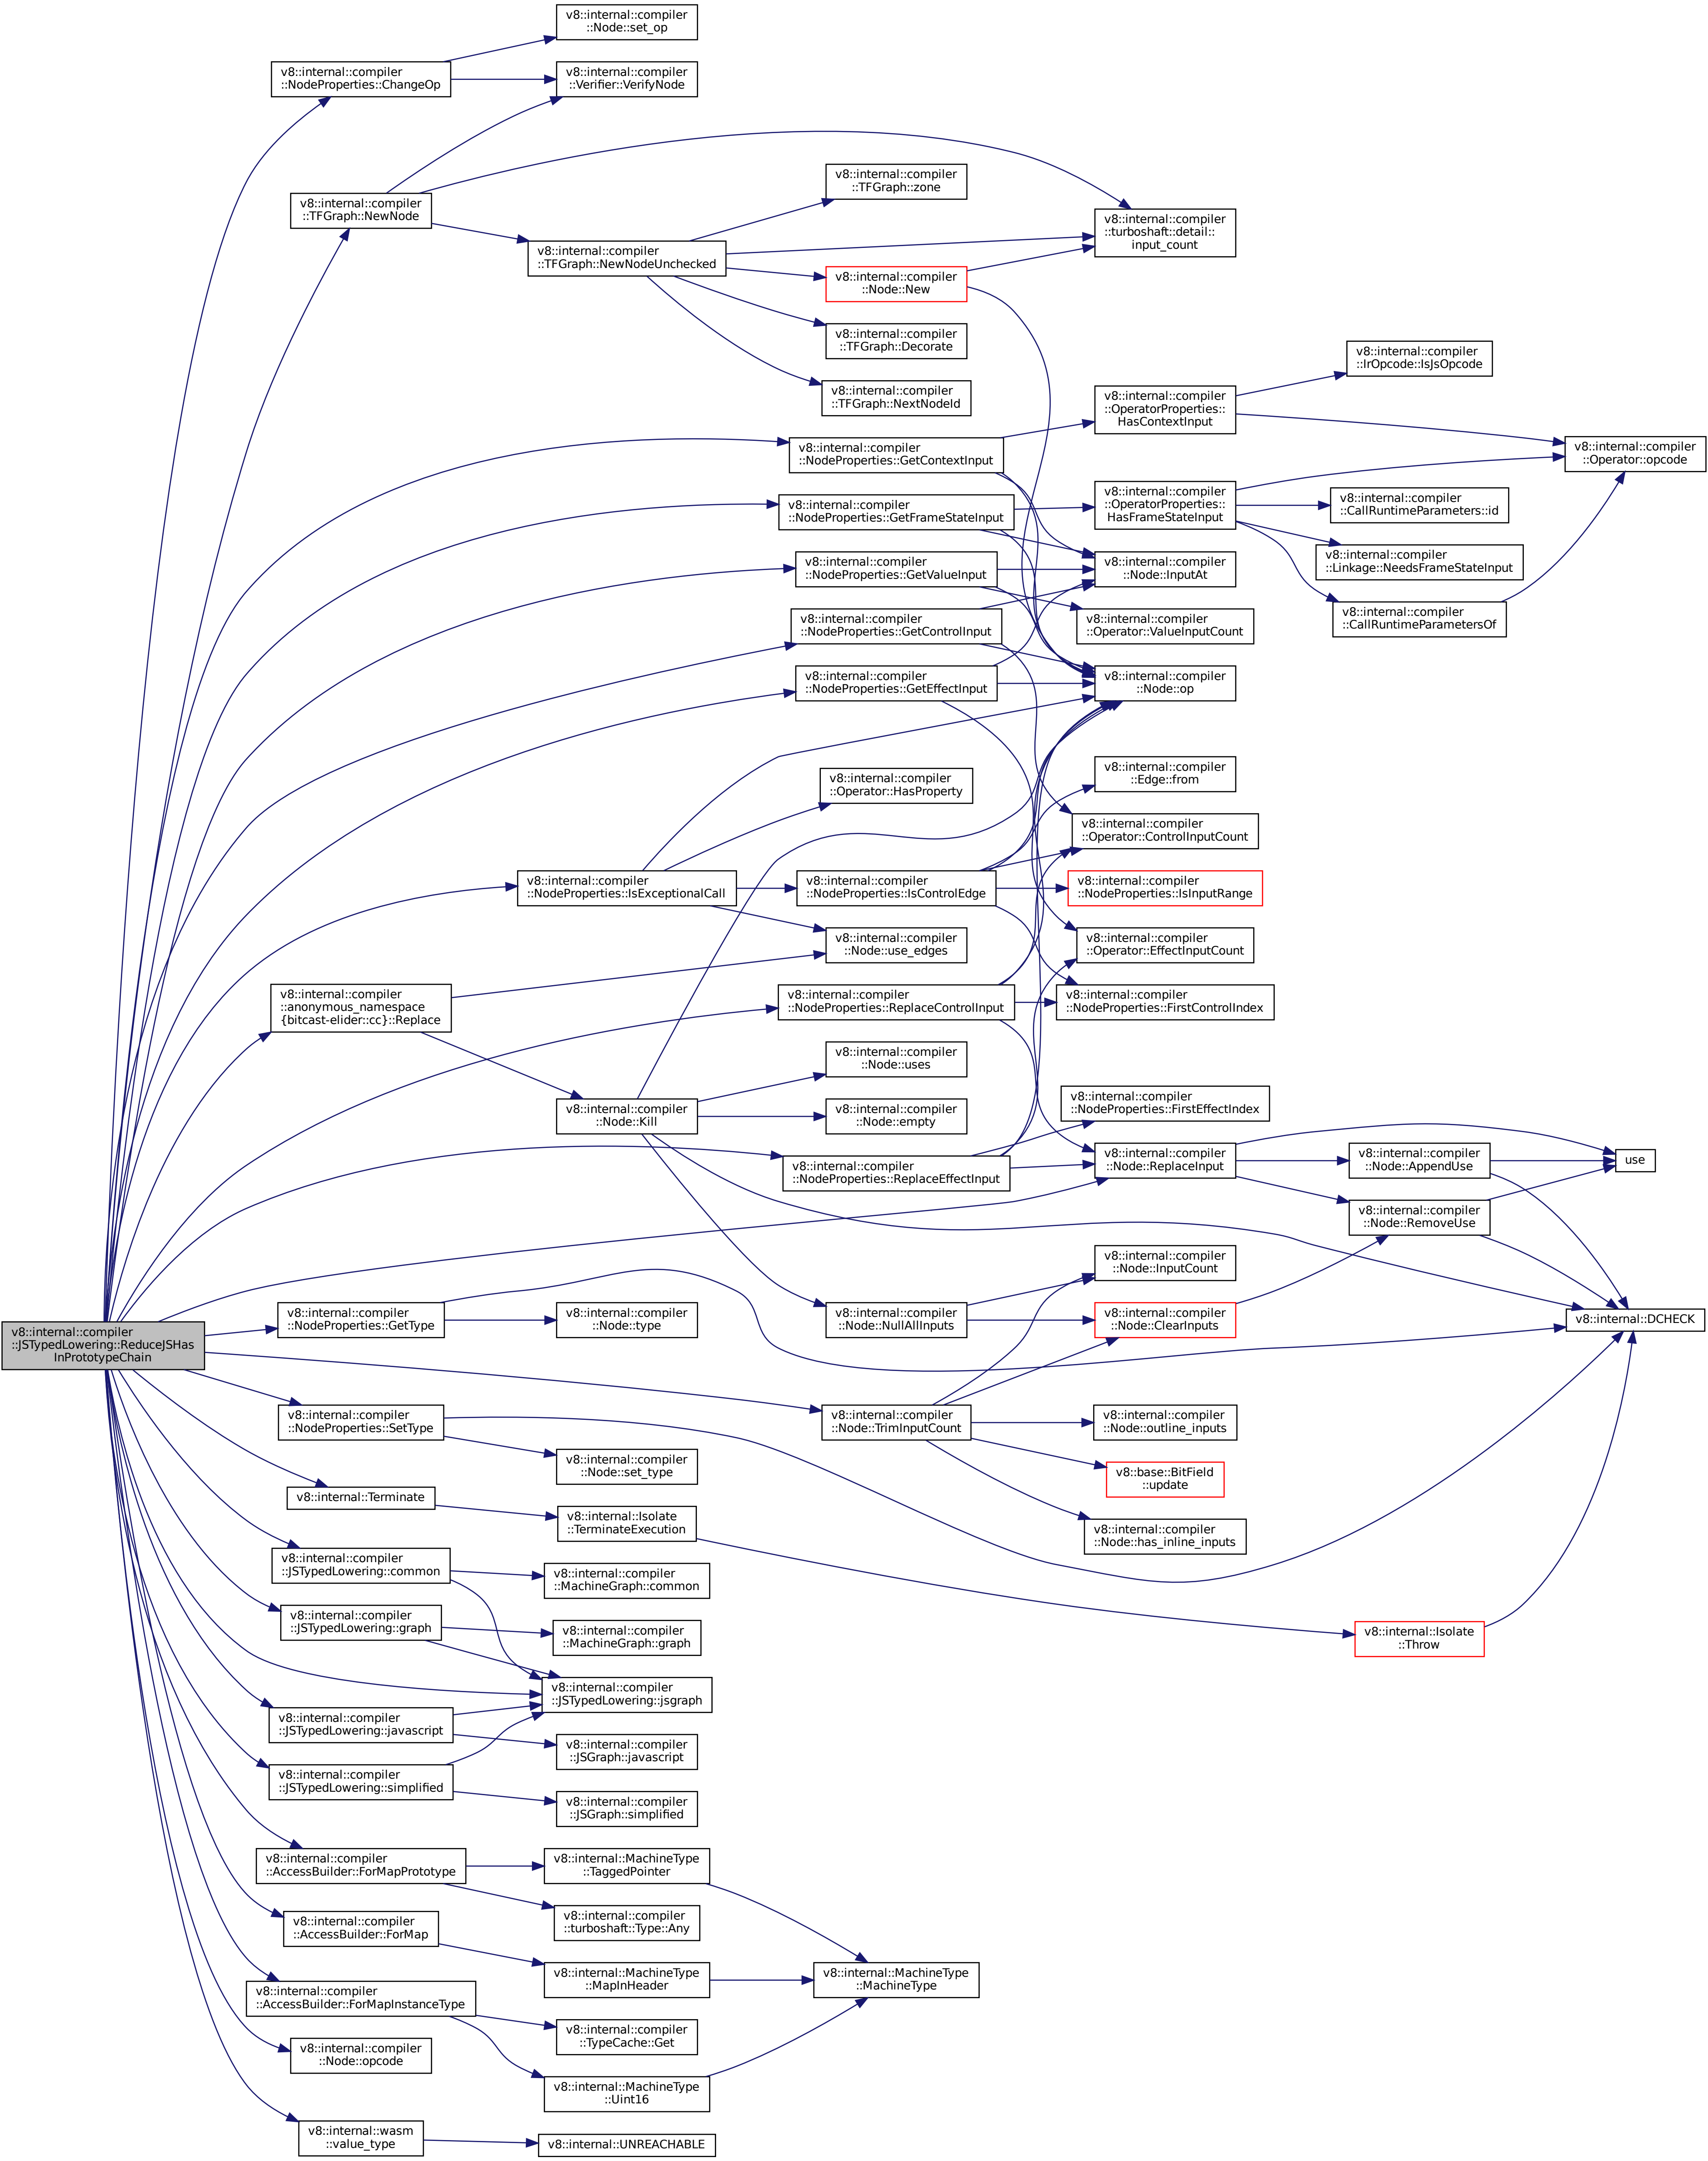 v8::internal::compiler
::Node::set_op
v8::internal::compiler
::NodeProperties::ChangeOp
v8::internal::compiler
::Verifier::VerifyNode
v8::internal::compiler
::TFGraph::zone
v8::internal::compiler
::TFGraph::NewNode
v8::internal::compiler
::turboshaft::detail::
input_count
v8::internal::compiler
::TFGraph::NewNodeUnchecked
v8::internal::compiler
::Node::New
v8::internal::compiler
::TFGraph::Decorate
v8::internal::compiler
::IrOpcode::IsJsOpcode
v8::internal::compiler
::TFGraph::NextNodeId
v8::internal::compiler
::OperatorProperties::
HasContextInput
v8::internal::compiler
::NodeProperties::GetContextInput
v8::internal::compiler
::Operator::opcode
v8::internal::compiler
::NodeProperties::GetFrameStateInput
v8::internal::compiler
::OperatorProperties::
HasFrameStateInput
v8::internal::compiler
::CallRuntimeParameters::id
v8::internal::compiler
::NodeProperties::GetValueInput
v8::internal::compiler
::Node::InputAt
v8::internal::compiler
::Linkage::NeedsFrameStateInput
v8::internal::compiler
::NodeProperties::GetControlInput
v8::internal::compiler
::Operator::ValueInputCount
v8::internal::compiler
::CallRuntimeParametersOf
v8::internal::compiler
::NodeProperties::GetEffectInput
v8::internal::compiler
::Node::op
v8::internal::compiler
::Operator::HasProperty
v8::internal::compiler
::Edge::from
v8::internal::compiler
::Operator::ControlInputCount
v8::internal::compiler
::NodeProperties::IsExceptionalCall
v8::internal::compiler
::NodeProperties::IsControlEdge
v8::internal::compiler
::NodeProperties::IsInputRange
v8::internal::compiler
::Node::use_edges
v8::internal::compiler
::Operator::EffectInputCount
v8::internal::compiler
::anonymous_namespace
{bitcast-elider::cc}::Replace
v8::internal::compiler
::NodeProperties::ReplaceControlInput
v8::internal::compiler
::NodeProperties::FirstControlIndex
v8::internal::compiler
::Node::uses
v8::internal::compiler
::Node::Kill
v8::internal::compiler
::Node::empty
v8::internal::compiler
::NodeProperties::FirstEffectIndex
v8::internal::compiler
::NodeProperties::ReplaceEffectInput
v8::internal::compiler
::Node::ReplaceInput
v8::internal::compiler
::Node::AppendUse
use
v8::internal::compiler
::Node::RemoveUse
v8::internal::compiler
::Node::InputCount
v8::internal::compiler
::JSTypedLowering::ReduceJSHas
InPrototypeChain
v8::internal::compiler
::NodeProperties::GetType
v8::internal::compiler
::Node::type
v8::internal::compiler
::Node::NullAllInputs
v8::internal::compiler
::Node::ClearInputs
v8::internal::DCHECK
v8::internal::compiler
::NodeProperties::SetType
v8::internal::compiler
::Node::TrimInputCount
v8::internal::compiler
::Node::outline_inputs
v8::internal::compiler
::Node::set_type
v8::base::BitField
::update
v8::internal::Terminate
v8::internal::Isolate
::TerminateExecution
v8::internal::compiler
::Node::has_inline_inputs
v8::internal::compiler
::JSTypedLowering::common
v8::internal::compiler
::MachineGraph::common
v8::internal::compiler
::JSTypedLowering::graph
v8::internal::compiler
::MachineGraph::graph
v8::internal::Isolate
::Throw
v8::internal::compiler
::JSTypedLowering::jsgraph
v8::internal::compiler
::JSTypedLowering::javascript
v8::internal::compiler
::JSGraph::javascript
v8::internal::compiler
::JSTypedLowering::simplified
v8::internal::compiler
::JSGraph::simplified
v8::internal::compiler
::AccessBuilder::ForMapPrototype
v8::internal::MachineType
::TaggedPointer
v8::internal::compiler
::turboshaft::Type::Any
v8::internal::compiler
::AccessBuilder::ForMap
v8::internal::MachineType
::MapInHeader
v8::internal::MachineType
::MachineType
v8::internal::compiler
::AccessBuilder::ForMapInstanceType
v8::internal::compiler
::TypeCache::Get
v8::internal::compiler
::Node::opcode
v8::internal::MachineType
::Uint16
v8::internal::wasm
::value_type
v8::internal::UNREACHABLE